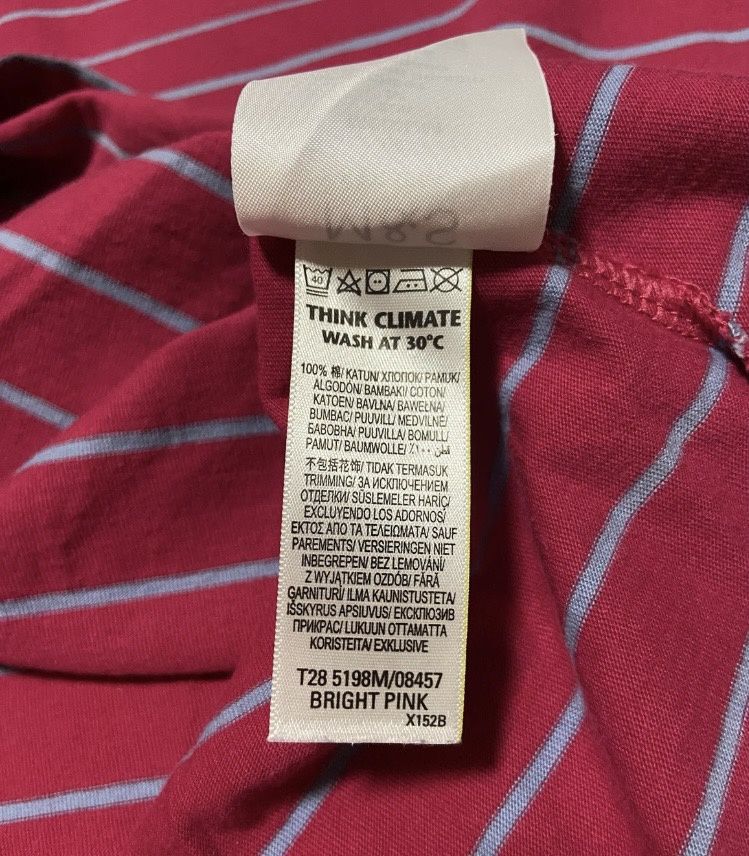 M&S
40
THINK CLIMATE
WASH AT 30°C
100% 棉/ KATUN/ ХЛОПОК/ PAMUK/
ALGODÓN/ BAMBAKI/ COTON/
KATOEN/ BAVLNA/ BAWEŁNA/
BUMBAC/ PUUVILL/ MEDVILNĖ/
БАВОВНА/ PUUVILLA/ BOMULL/
PAMUT/ BAUMWOLLE/ قطن ١٠٠٪
不包括花饰/ TIDAK TERMASUK
TRIMMING/ ЗА ИСКЛЮЧЕНИЕМ
ОТДЕЛКИ/ SÜSLEMELER HARİÇ/
EXCLUYENDO LOS ADORNOS/
ΕΚΤΟΣ ΑΠΟ ΤΑ ΤΕΛΕΙΩΜΑΤΑ/ SAUF
PAREMENTS/ VERSIERINGEN NIET
INBEGREPEN/ BEZ LEMOVÁNÍ/
Z WYJĄTKIEM OZDÓB/ FĂRĂ
GARNITURI/ ILMA KAUNISTUSTETA/
IŠSKYRUS APSIUVUS/ ЕКСКЛЮЗИВ
ПРИКРАС/ LUKUUN OTTAMATTA
KORISTEITA/ EXKLUSIVE
T28 5198M/08457
BRIGHT PINK
X152B